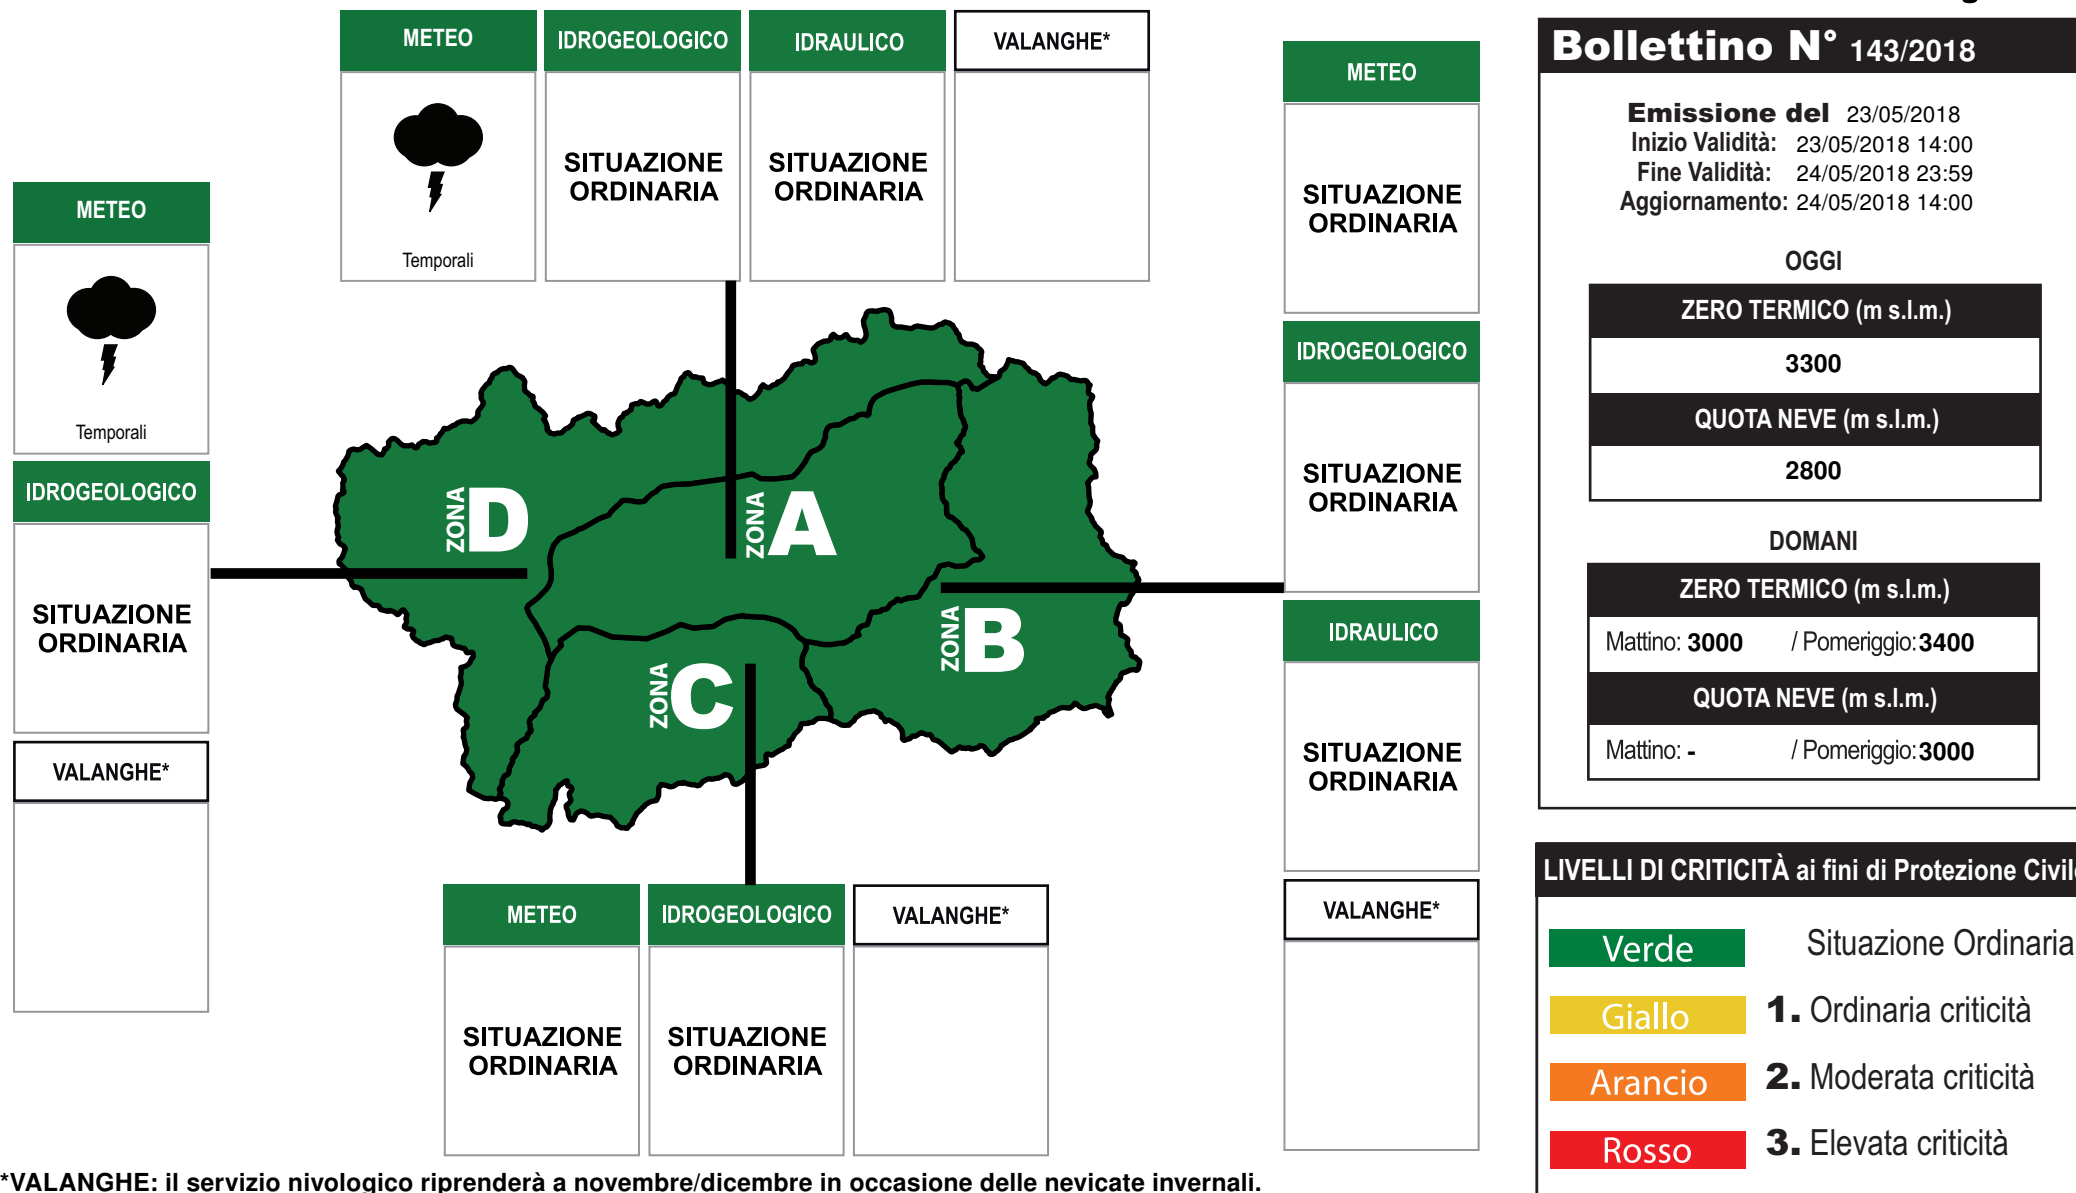 METEO
IDROGEOLOGICO
IDRAULICO
VALANGHE*
Temporali
SITUAZIONE
ORDINARIA
SITUAZIONE
ORDINARIA
METEO
Temporali
IDROGEOLOGICO
SITUAZIONE
ORDINARIA
VALANGHE*
ZONA D
ZONA A
ZONA B
ZONA C
METEO
SITUAZIONE
ORDINARIA
IDROGEOLOGICO
SITUAZIONE
ORDINARIA
IDRAULICO
SITUAZIONE
ORDINARIA
VALANGHE*
METEO
IDROGEOLOGICO
VALANGHE*
SITUAZIONE
ORDINARIA
SITUAZIONE
ORDINARIA
*VALANGHE: il servizio nivologico riprenderà a novembre/dicembre in occasione delle nevicate invernali.
Bollettino N° 143/2018
Emissione del 23/05/2018
Inizio Validità: 23/05/2018 14:00
Fine Validità: 24/05/2018 23:59
Aggiornamento: 24/05/2018 14:00
OGGI
ZERO TERMICO (m s.l.m.)
3300
QUOTA NEVE (m s.l.m.)
2800
DOMANI
ZERO TERMICO (m s.l.m.)
Mattino: 3000 / Pomeriggio: 3400
QUOTA NEVE (m s.l.m.)
Mattino: - / Pomeriggio: 3000
LIVELLI DI CRITICITÀ ai fini di Protezione Civile
Verde Situazione Ordinaria
Giallo 1. Ordinaria criticità
Arancio 2. Moderata criticità
Rosso 3. Elevata criticità